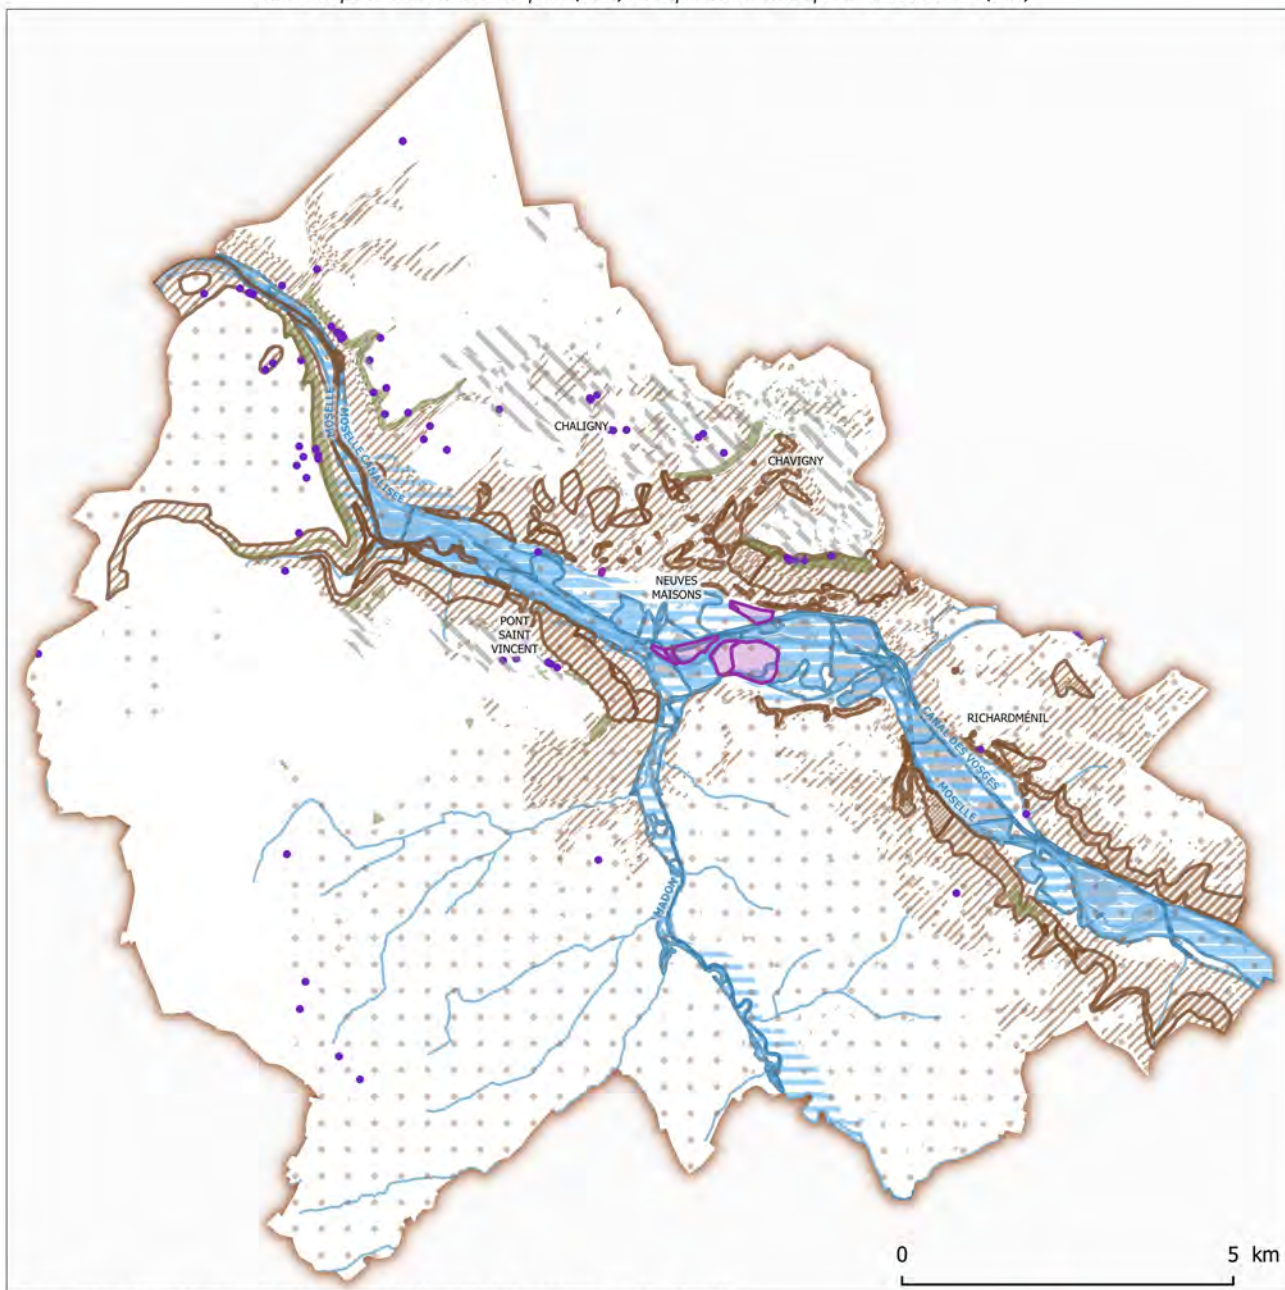 MOSELLE
MOSELLE CANALISÉE
CHALIGNY
CHAVIGNY
NEUVES
MAISONS
PONT
SAINT
VINCENT
RICHARDMÉNIL
CANAL DES VOSGES
MOSELLE
MADON
0 5 km